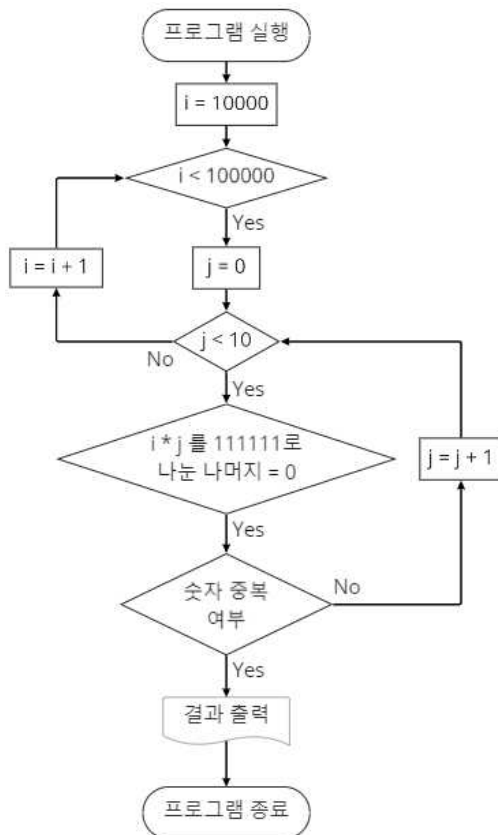 프로그램 실행
i = 10000
i < 100000
Yes
i = i + 1
j = 0
j < 10
No
Yes
i * j 를 111111로
나눈 나머지 = 0
j = j + 1
Yes
숫자 중복
여부
No
Yes
결과 출력
프로그램 종료